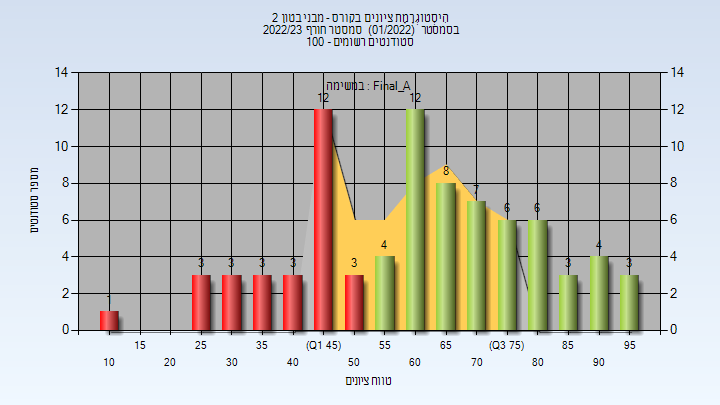 הִיסְטוֹגְרָמַת ציונים בקורס - מבני בטון 2
בסמסטר (01/2022) סמסטר חורף 2022/23
סטודנטים רשומים - 100
במשימה : Final_A
מספר סטודנטים
14 14
12 12
10 10
8 8
6 6
4 4
2 2
0 0
1 3 3 3 3 12 3 4 12 8 7 6 6 3 4 3
15 25 35 (Q1 45) 55 65 (Q3 75) 85 95
10 20 30 40 50 60 70 80 90
טווח ציונים